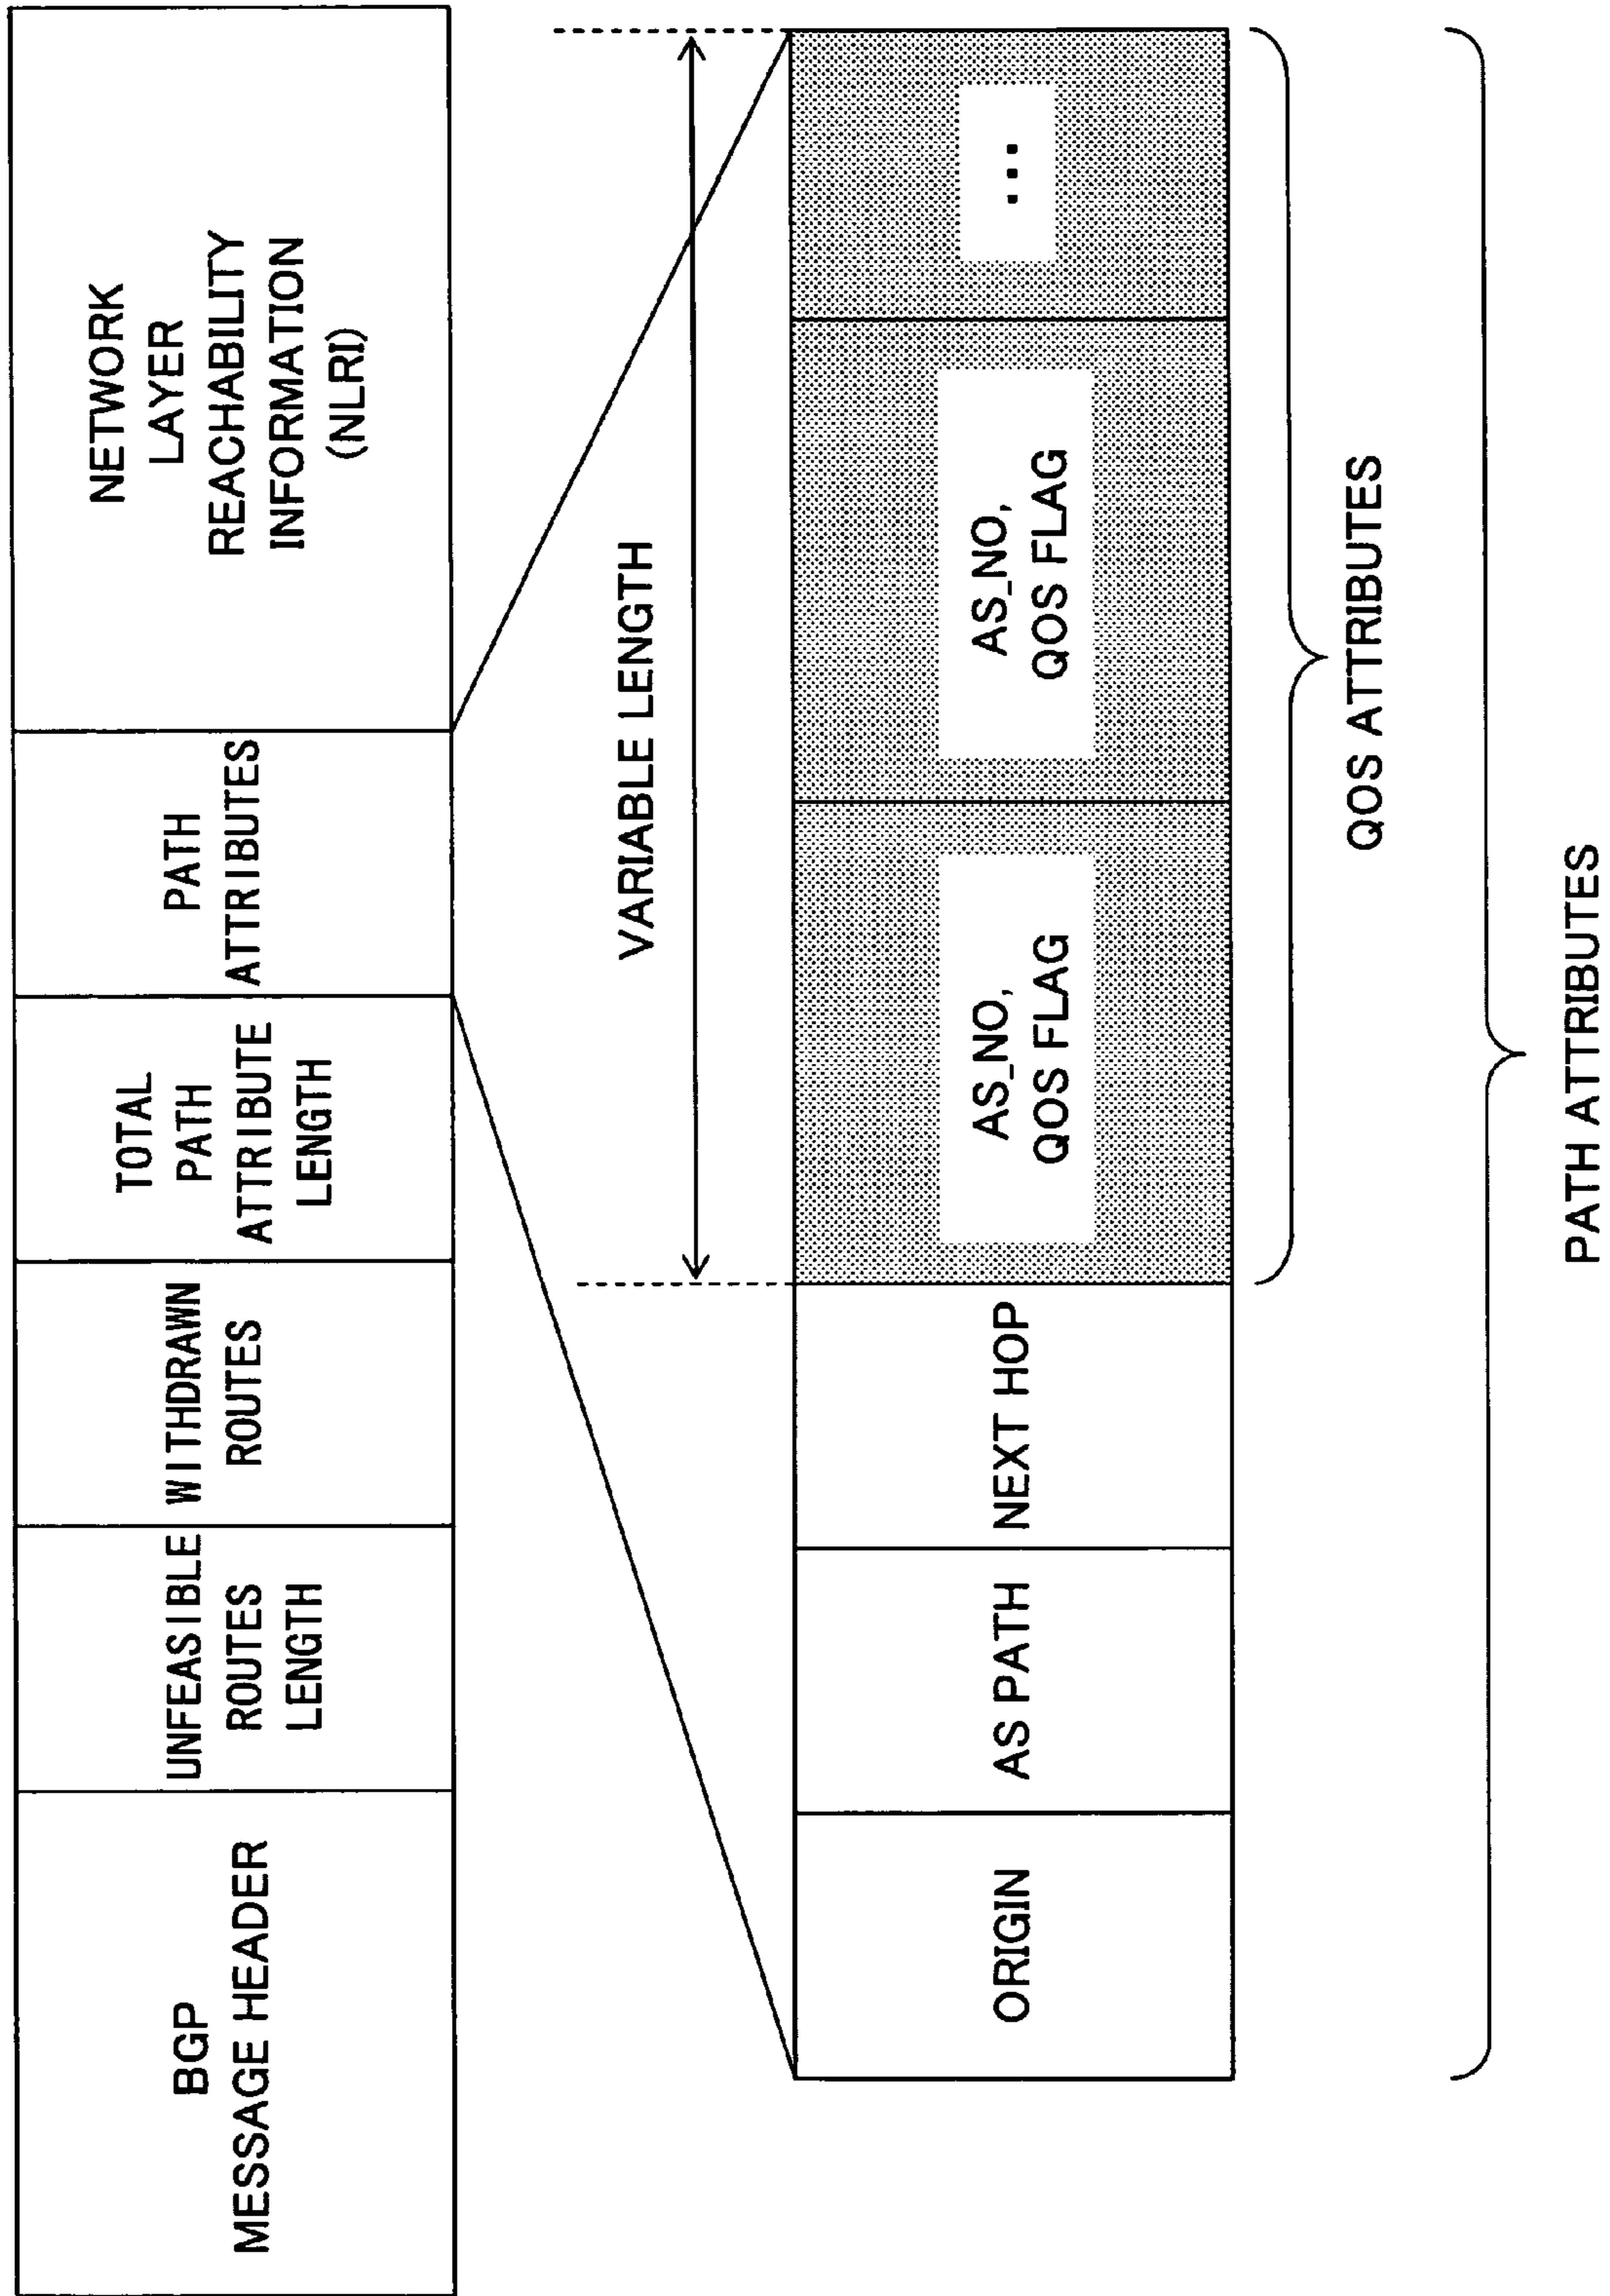 BGP
MESSAGE HEADER
UNFEASIBLE
ROUTES
LENGTH
WITHDRAWN
ROUTES
TOTAL
PATH
ATTRIBUTE
LENGTH
PATH
ATTRIBUTES
NETWORK
LAYER
REACHABILITY
INFORMATION
(NLRI)
VARIABLE LENGTH
ORIGIN
AS PATH
NEXT HOP
AS_NO,
QOS FLAG
AS_NO,
QOS FLAG
...
QOS ATTRIBUTES
PATH ATTRIBUTES